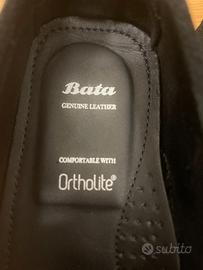 Bata
GENUINE LEATHER
COMFORTABLE WITH
Ortholite®
subito